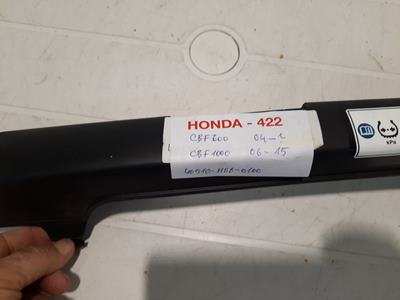 HONDA - 422
CBF600 04-
CBF1000 06-15
kPa